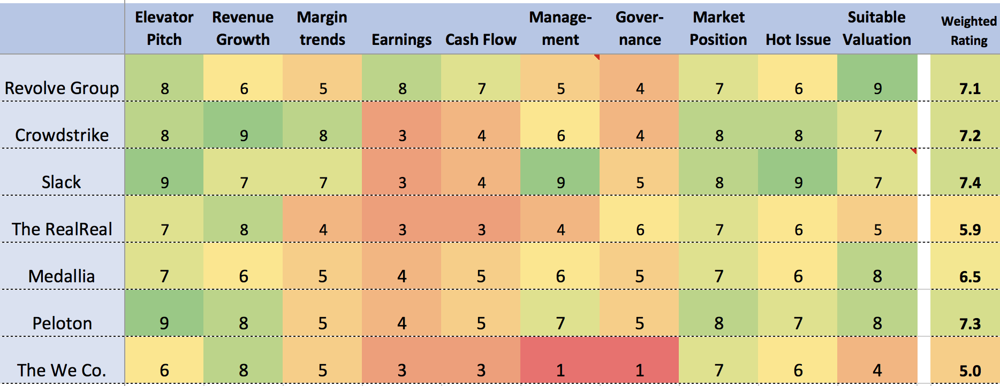 Elevator Pitch Revenue Growth Margin trends Earnings Cash Flow Manage-ment Gover-nance Market Position Hot Issue Suitable Valuation Weighted Rating
Revolve Group 8 6 5 8 7 5 4 7 6 9 7.1
Crowdstrike 8 9 8 3 4 6 4 8 8 7 7.2
Slack 9 7 7 3 4 9 5 8 9 7 7.4
The RealReal 7 8 4 3 3 4 6 7 6 5 5.9
Medallia 7 6 5 4 5 6 5 7 6 8 6.5
Peloton 9 8 5 4 5 7 5 8 7 8 7.3
The We Co. 6 8 5 3 3 1 1 7 6 4 5.0